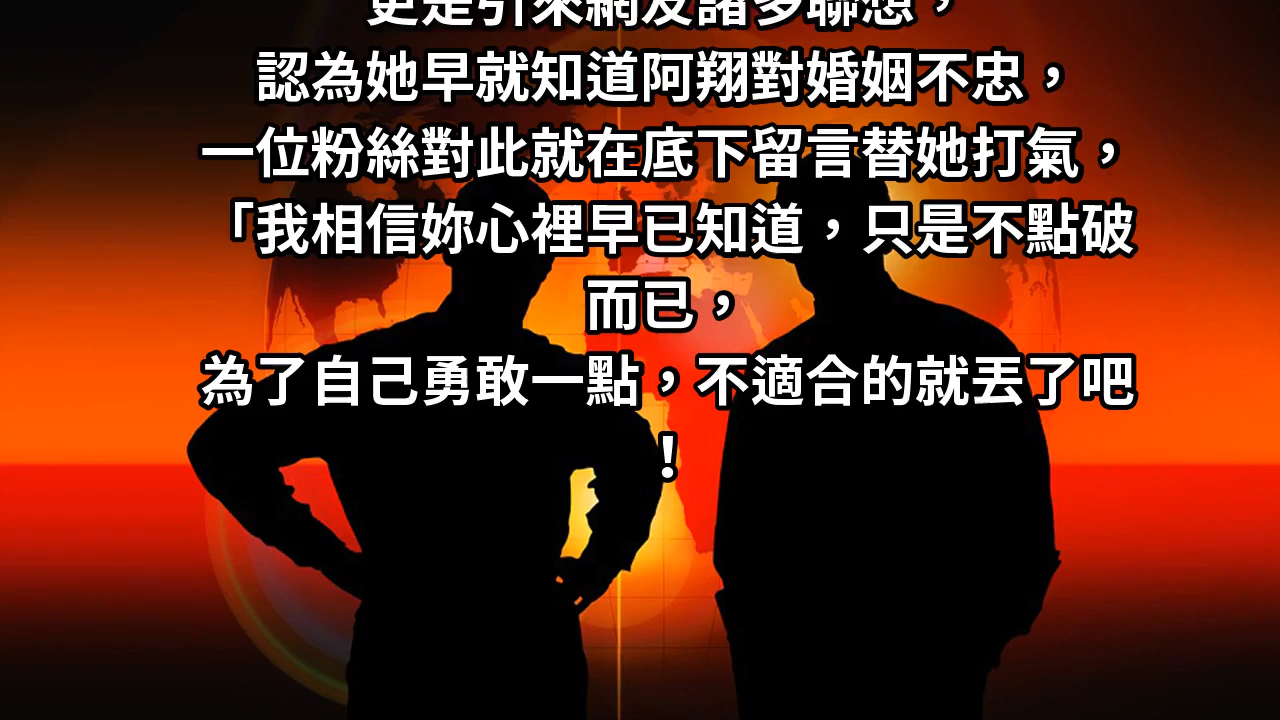 更是引來網友諸多聯想，
認為她早就知道阿翔對婚姻不忠，
一位粉絲對此就在底下留言替她打氣，
「我相信妳心裡早已知道，只是不點破
而已，
為了自己勇敢一點，不適合的就丟了吧
！